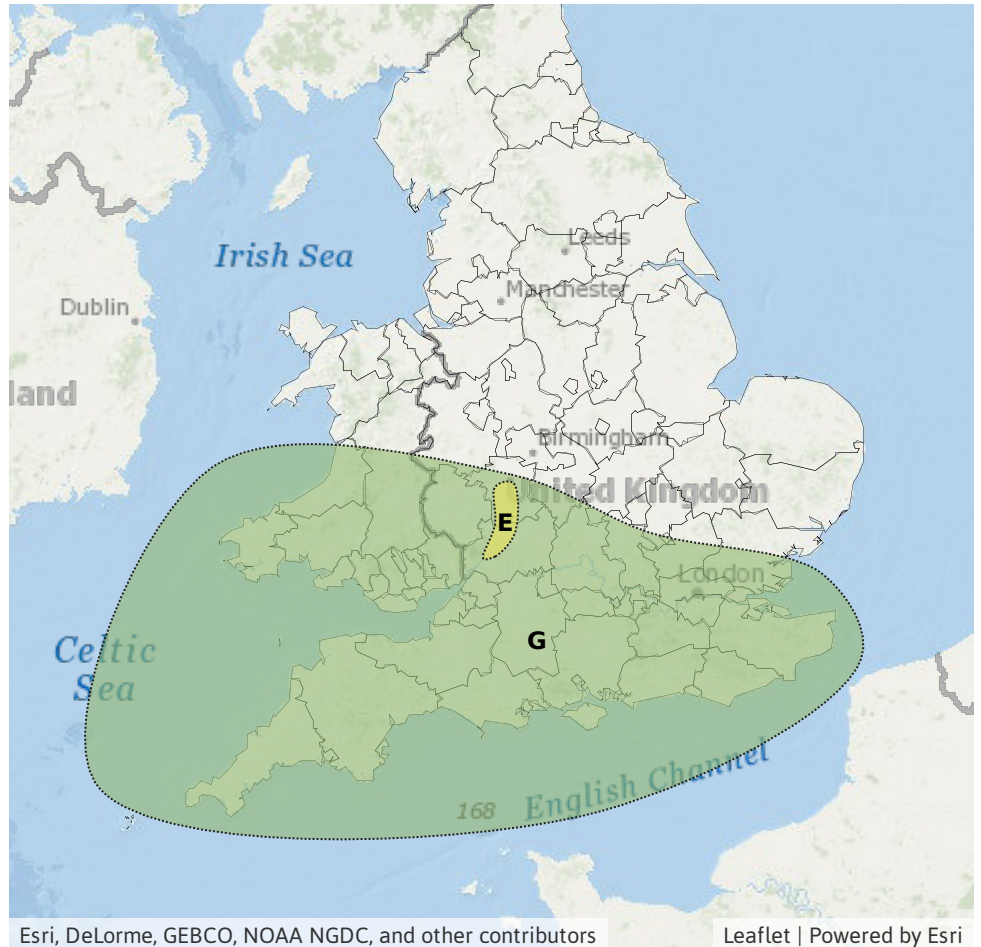 Leeds
Irish Sea
Manchester
Dublin
land
Birmingham
United Kingdom
E
London
G
Celtic
Sea
English Channel
168
Esri, DeLorme, GEBCO, NOAA NGDC, and other contributors
Leaflet | Powered by Esri